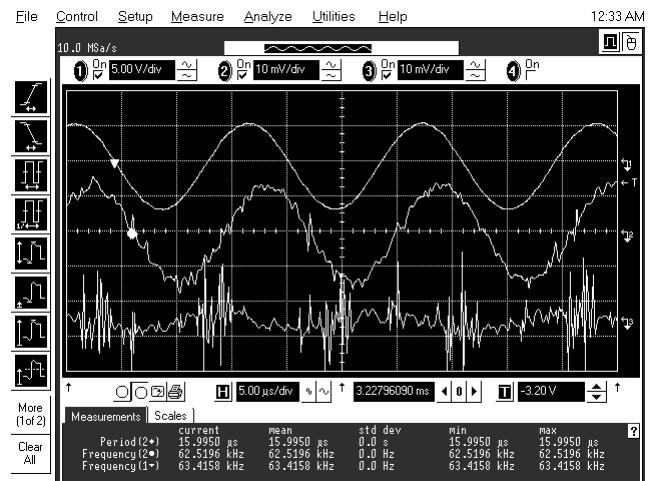 File Control Setup Measure Analyze Utilities Help 12:33 AM
10.0 MSa/s
1 On 5.00 V/div 2 On 10 mV/div 3 On 10 mV/div 4 On
1
T
2
3
1/
H 5.00 µs/div 3.22796090 ms 0 T -3.20 V
More
(1 of 2)
Clear
All
Measurements Scales
?
current mean std dev min max
Period(2) 15.9950 µs 15.9950 µs 0.0 s 15.9950 µs 15.9950 µs
Frequency(2) 62.5196 kHz 62.5196 kHz 0.0 Hz 62.5196 kHz 62.5196 kHz
Frequency(1) 63.4158 kHz 63.4158 kHz 0.0 Hz 63.4158 kHz 63.4158 kHz